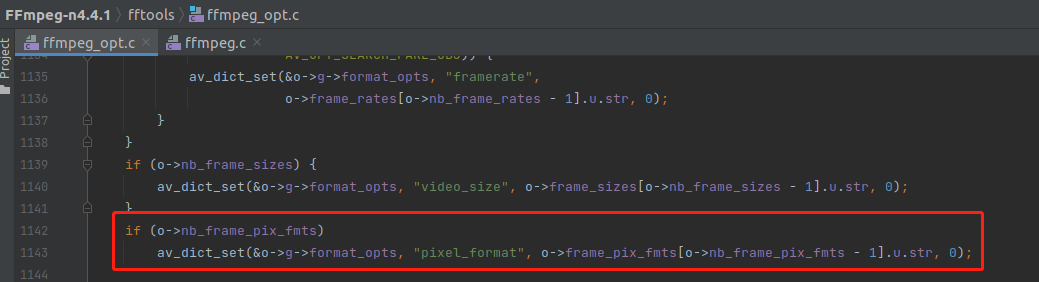 FFmpeg-n4.4.1 〉 fftools 〉 ffmpeg_opt.c
ffmpeg_opt.c × ffmpeg.c ×
Project
1135 av_dict_set(&o->g->format_opts, "framerate",
1136 o->frame_rates[o->nb_frame_rates - 1].u.str, 0);
1137 }
1138 }
1139 if (o->nb_frame_sizes) {
1140 av_dict_set(&o->g->format_opts, "video_size", o->frame_sizes[o->nb_frame_sizes - 1].u.str, 0);
1141 }
1142 if (o->nb_frame_pix_fmts)
1143 av_dict_set(&o->g->format_opts, "pixel_format", o->frame_pix_fmts[o->nb_frame_pix_fmts - 1].u.str, 0);
1144